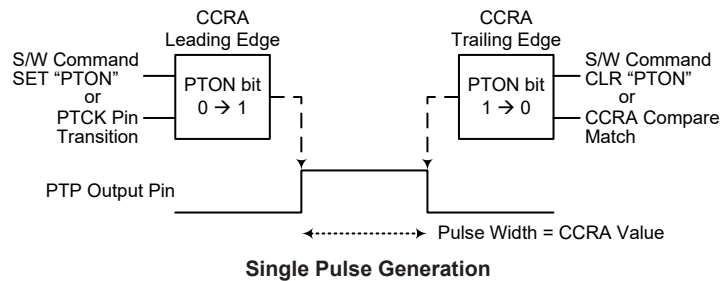 CCRA
Leading Edge
S/W Command
SET “PTON”
or
PTCK Pin
Transition
PTON bit
0 → 1
CCRA
Trailing Edge
PTON bit
1 → 0
S/W Command
CLR “PTON”
or
CCRA Compare
Match
PTP Output Pin
Pulse Width = CCRA Value
Single Pulse Generation